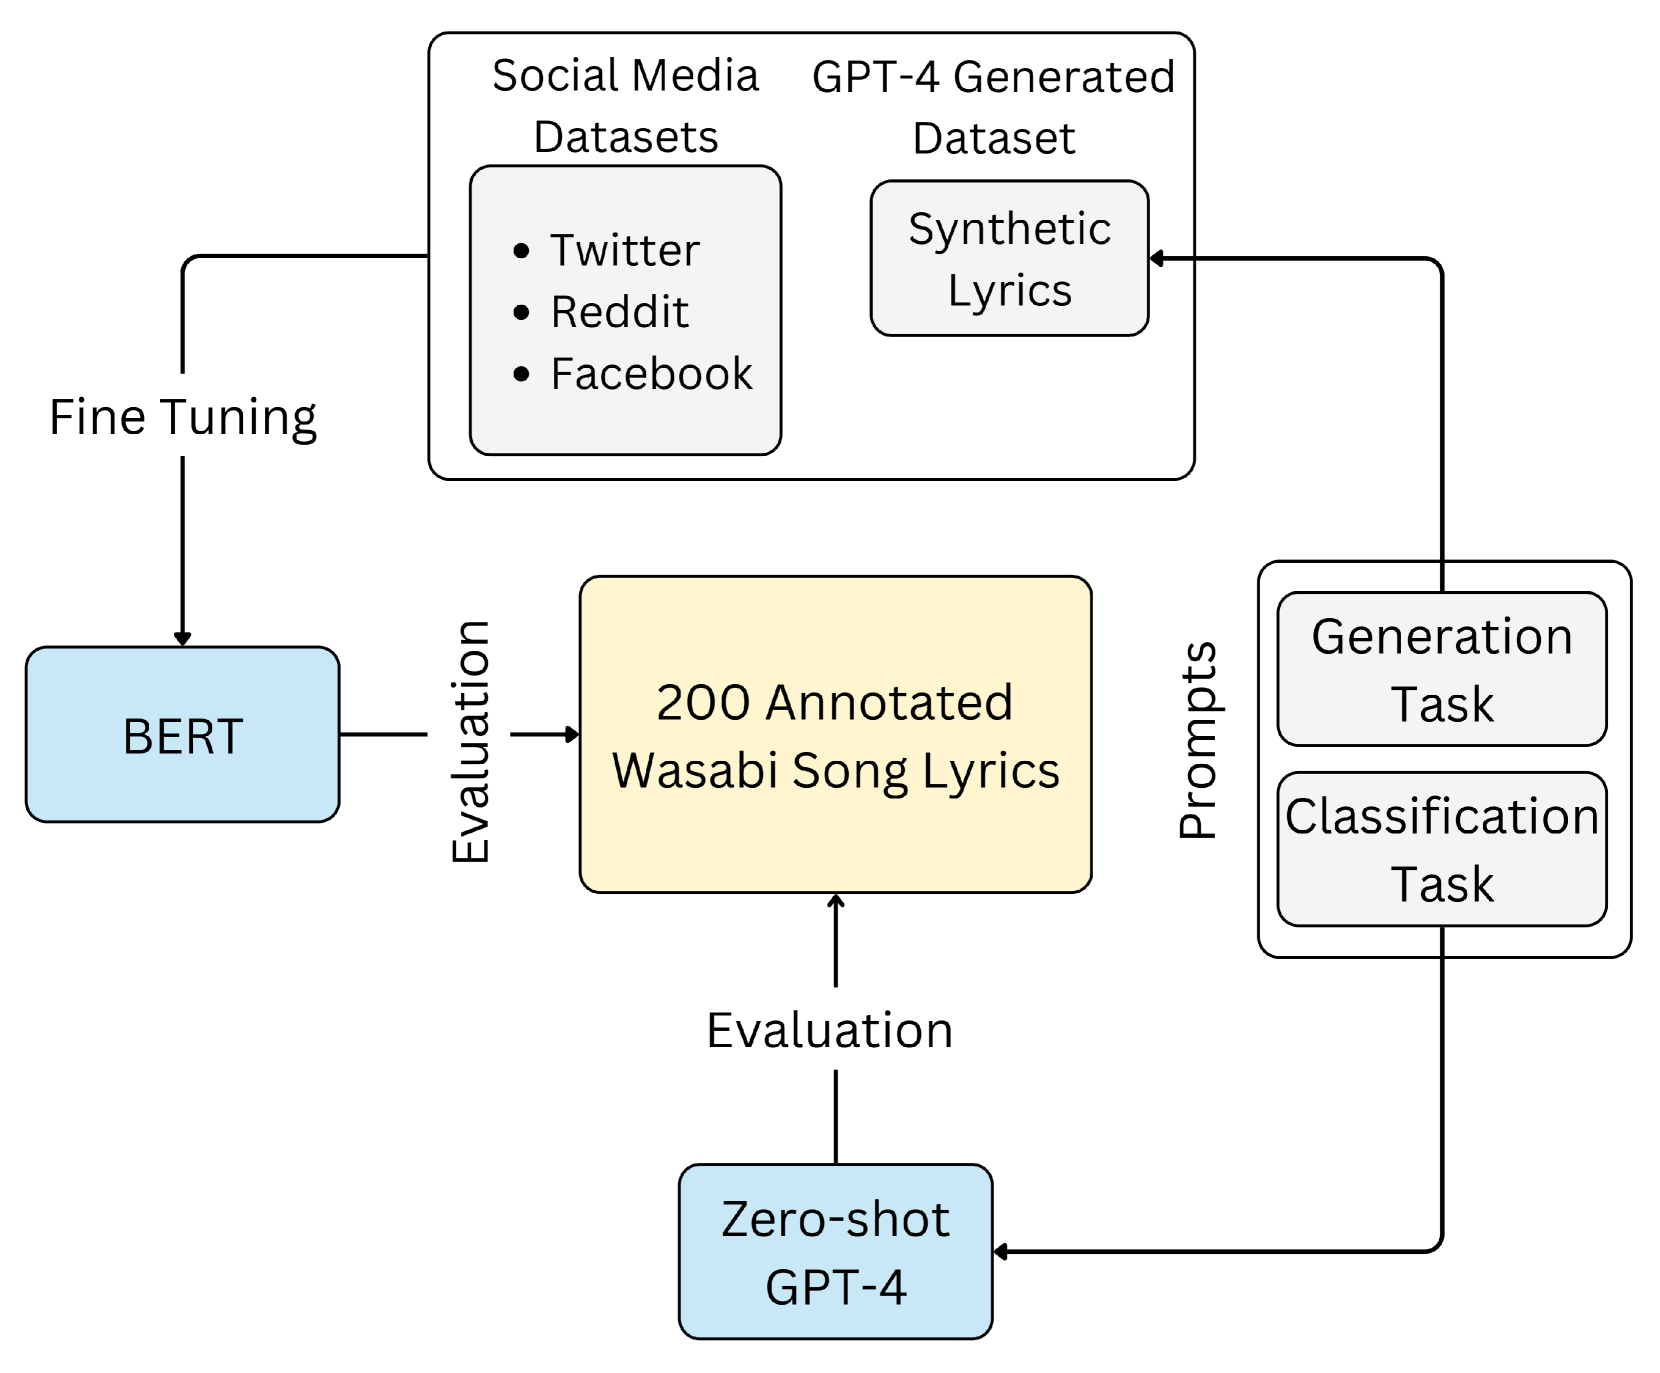 Social Media
Datasets
GPT-4 Generated
Dataset
• Twitter
• Reddit
• Facebook
Synthetic
Lyrics
Fine Tuning
BERT
Evaluation
200 Annotated
Wasabi Song Lyrics
Prompts
Generation
Task
Classification
Task
Evaluation
Zero-shot
GPT-4